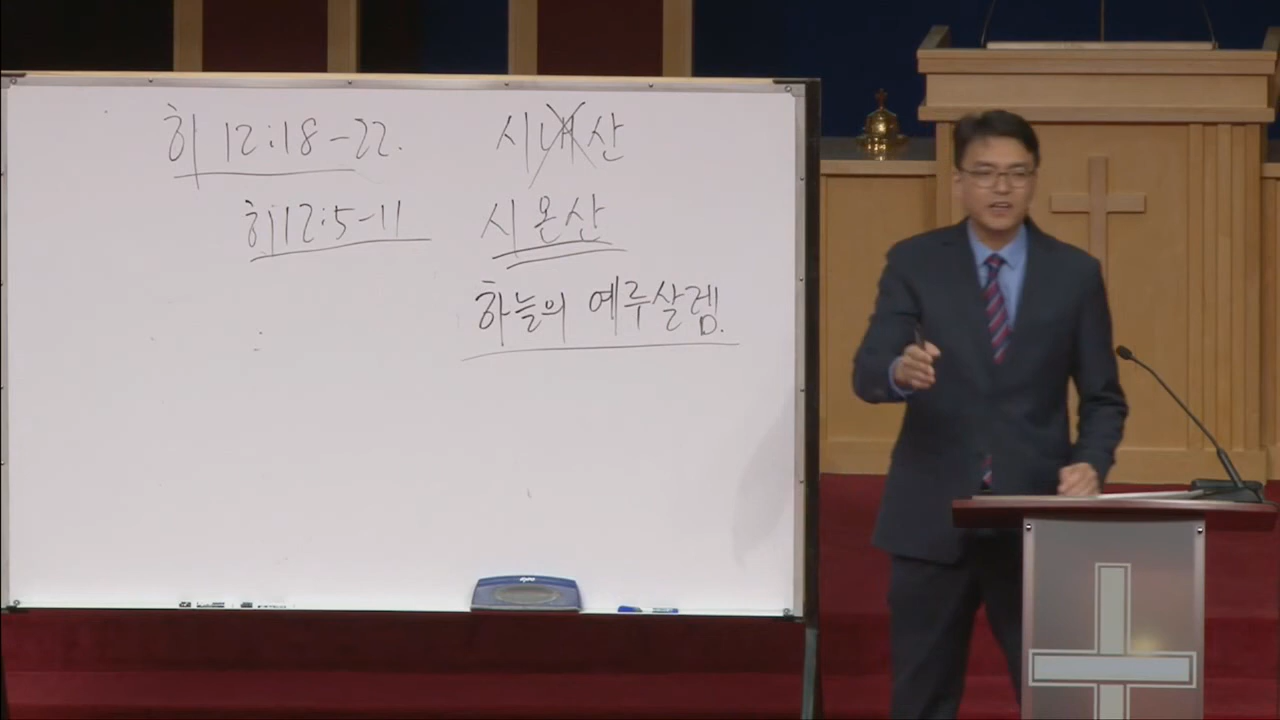 히 12:18-22. 시내산
히 12:5-11 시온산
하늘의 예루살렘.
expo